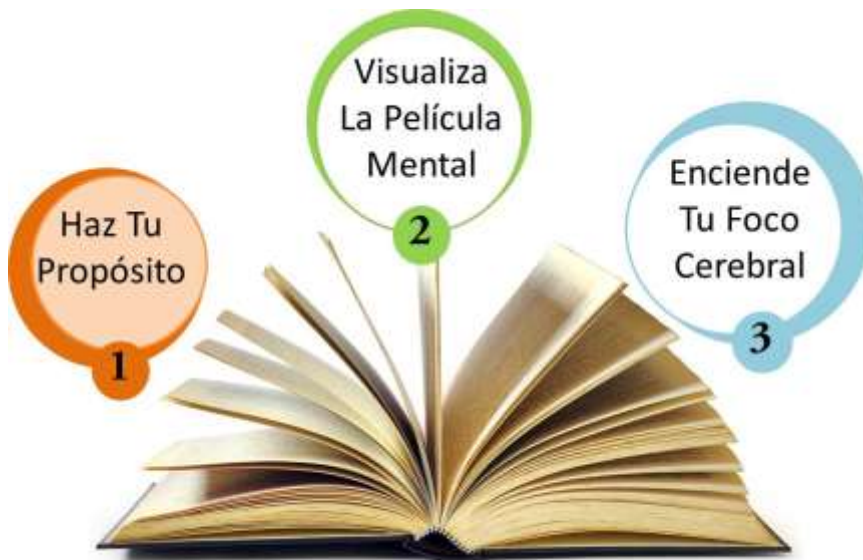 Haz Tu
Propósito
1
Visualiza
La Película
Mental
2
Enciende
Tu Foco
Cerebral
3